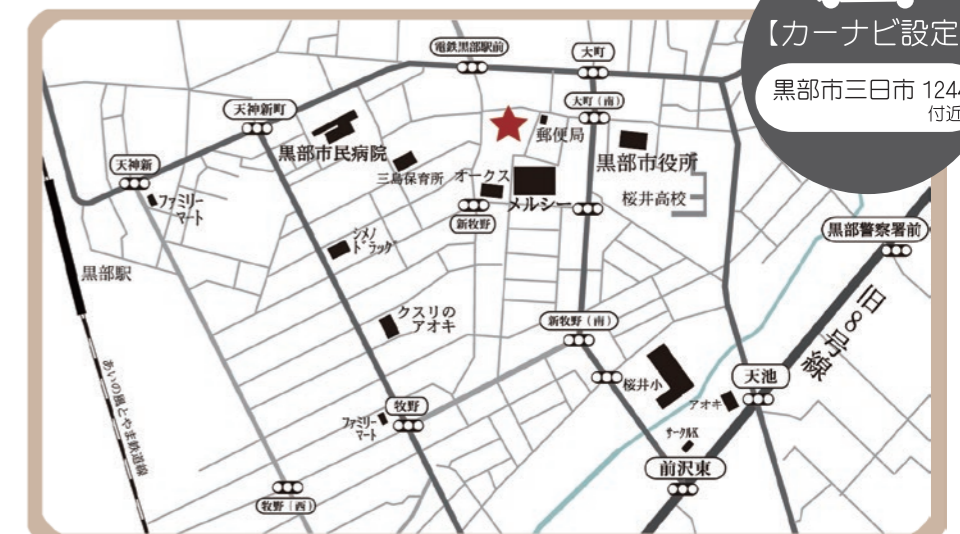 【カーナビ設定
黒部市三日市 124
付近
電鉄黒部駅前
大町
大町(南)
天神新町
郵便局
黒部市民病院
黒部市役所
三島保育所
オークス
天神新
メルシー
桜井高校
ファミリー
マート
新牧野
黒部警察署前
シメノ
ドラッグ
黒部駅
旧8号線
クスリの
アオキ
新牧野(南)
あいの風とやま鉄道線
桜井小
天池
アオキ
牧野
ファミリー
マート
サークルK
前沢東
牧野(西)